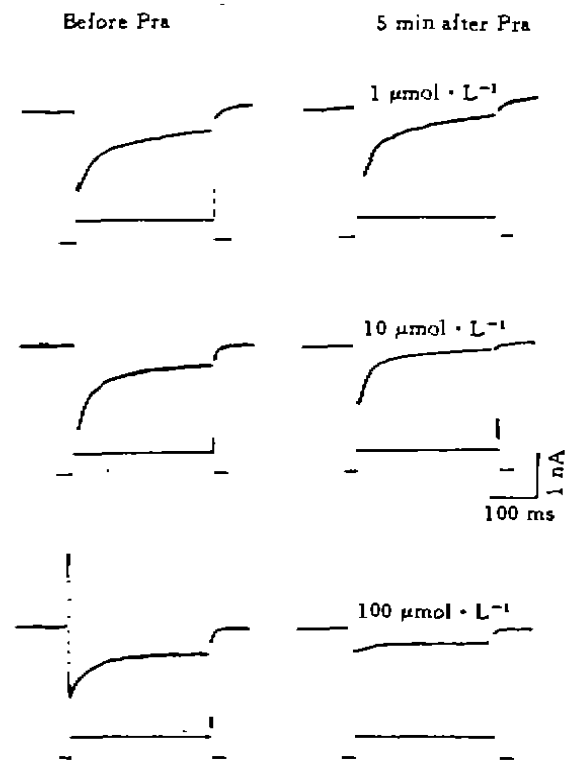 Before Pra
5 min after Pra
1 μmol · L⁻¹
10 μmol · L⁻¹
1 nA
100 ms
100 μmol · L⁻¹